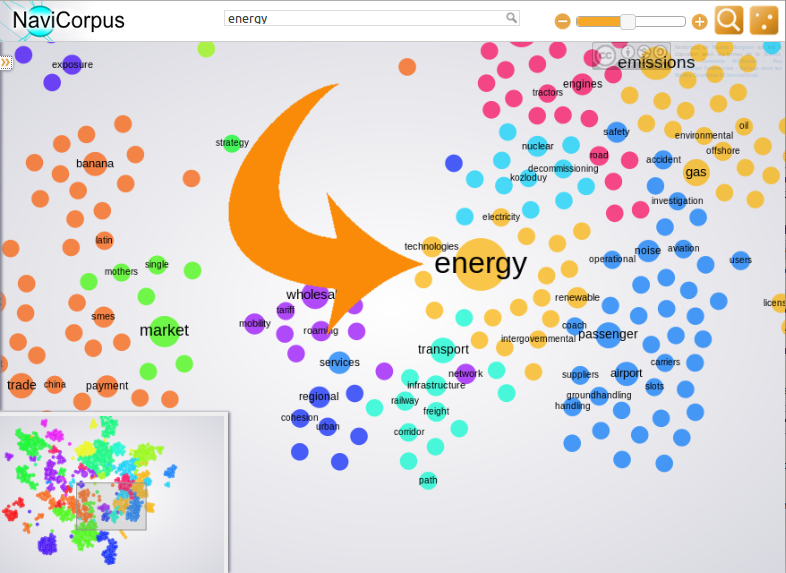 NaviCorpus
energy
exposure
emissions
engines
tractors
strategy
safety
oil
environmental
nuclear
offshore
banana
road
accident
decommissioning
gas
kozloduy
investigation
electricity
latin
technologies
noise
aviation
single
operational
users
mothers
energy
wholesal
renewable
licens
tariff
smes
mobility
roaming
coach
market
passenger
intergovernmental
transport
services
carriers
network
suppliers
airport
trade
china
payment
infrastructure
slots
regional
railway
groundhandling
freight
handling
cohesion
urban
corridor
path